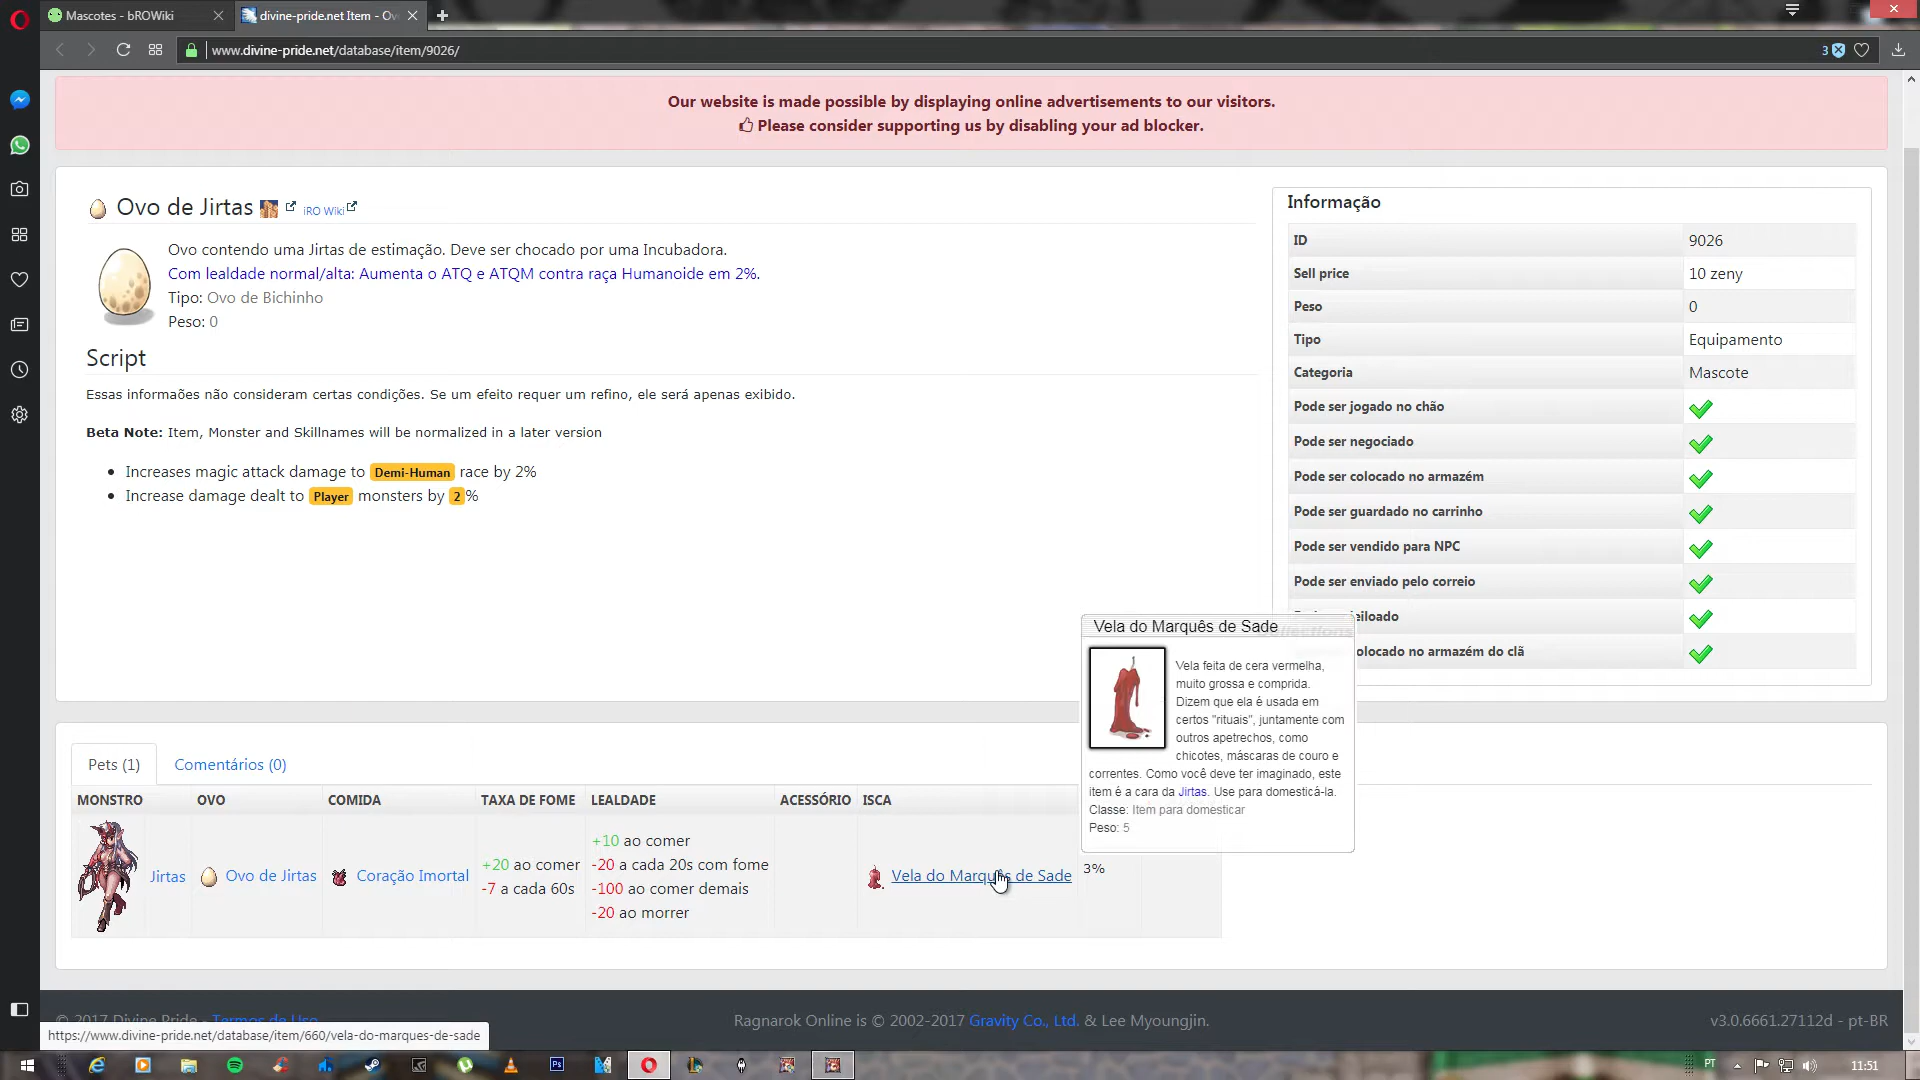 Mascotes - bROWiki
divine-pride.net Item - Ov
www.divine-pride.net/database/item/9026/
3
Our website is made possible by displaying online advertisements to our visitors.
Please consider supporting us by disabling your ad blocker.
Ovo de Jirtas
iRO Wiki
Ovo contendo uma Jirtas de estimação. Deve ser chocado por uma Incubadora.
Com lealdade normal/alta: Aumenta o ATQ e ATQM contra raça Humanoide em 2%.
Tipo: Ovo de Bichinho
Peso: 0
Script
Essas informaões não consideram certas condições. Se um efeito requer um refino, ele será apenas exibido.
Beta Note: Item, Monster and Skillnames will be normalized in a later version
Increases magic attack damage to Demi-Human race by 2%
Increase damage dealt to Player monsters by 2%
Informação
ID 9026
Sell price 10 zeny
Peso 0
Tipo Equipamento
Categoria Mascote
Pode ser jogado no chão
Pode ser negociado
Pode ser colocado no armazém
Pode ser guardado no carrinho
Pode ser vendido para NPC
Pode ser enviado pelo correio
eiloado
olocado no armazém do clã
Vela do Marquês de Sade
Vela feita de cera vermelha,
muito grossa e comprida.
Dizem que ela é usada em
certos "rituais", juntamente com
outros apetrechos, como
chicotes, máscaras de couro e
correntes. Como você deve ter imaginado, este
item é a cara da Jirtas. Use para domesticá-la.
Classe: Item para domesticar
Peso: 5
Pets (1) Comentários (0)
MONSTRO OVO COMIDA TAXA DE FOME LEALDADE ACESSÓRIO ISCA
Jirtas
Ovo de Jirtas
Coração Imortal
+20 ao comer
-7 a cada 60s
+10 ao comer
-20 a cada 20s com fome
-100 ao comer demais
-20 ao morrer
Vela do Marquês de Sade
3%
© 2017 Divine Pride - Termos de Uso
Ragnarok Online is © 2002-2017 Gravity Co., Ltd. & Lee Myoungjin.
v3.0.6661.27112d - pt-BR
https://www.divine-pride.net/database/item/660/vela-do-marques-de-sade
Ps
PT
11:51